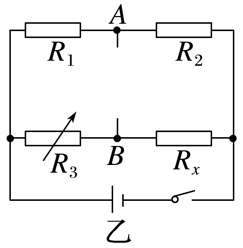 A
R₁ R₂
R₃ B Rₓ
乙